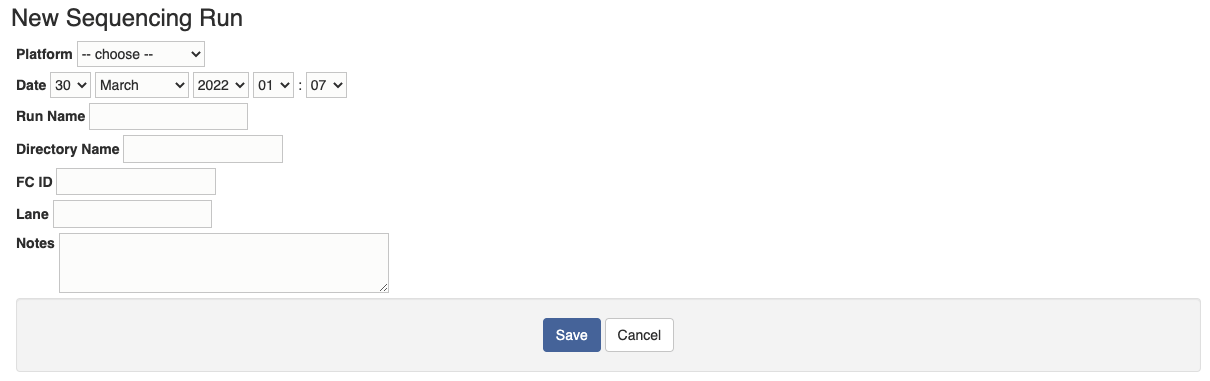 New Sequencing Run
Platform -- choose --
Date 30 March 2022 01 : 07
Run Name
Directory Name
FC ID
Lane
Notes
Save Cancel